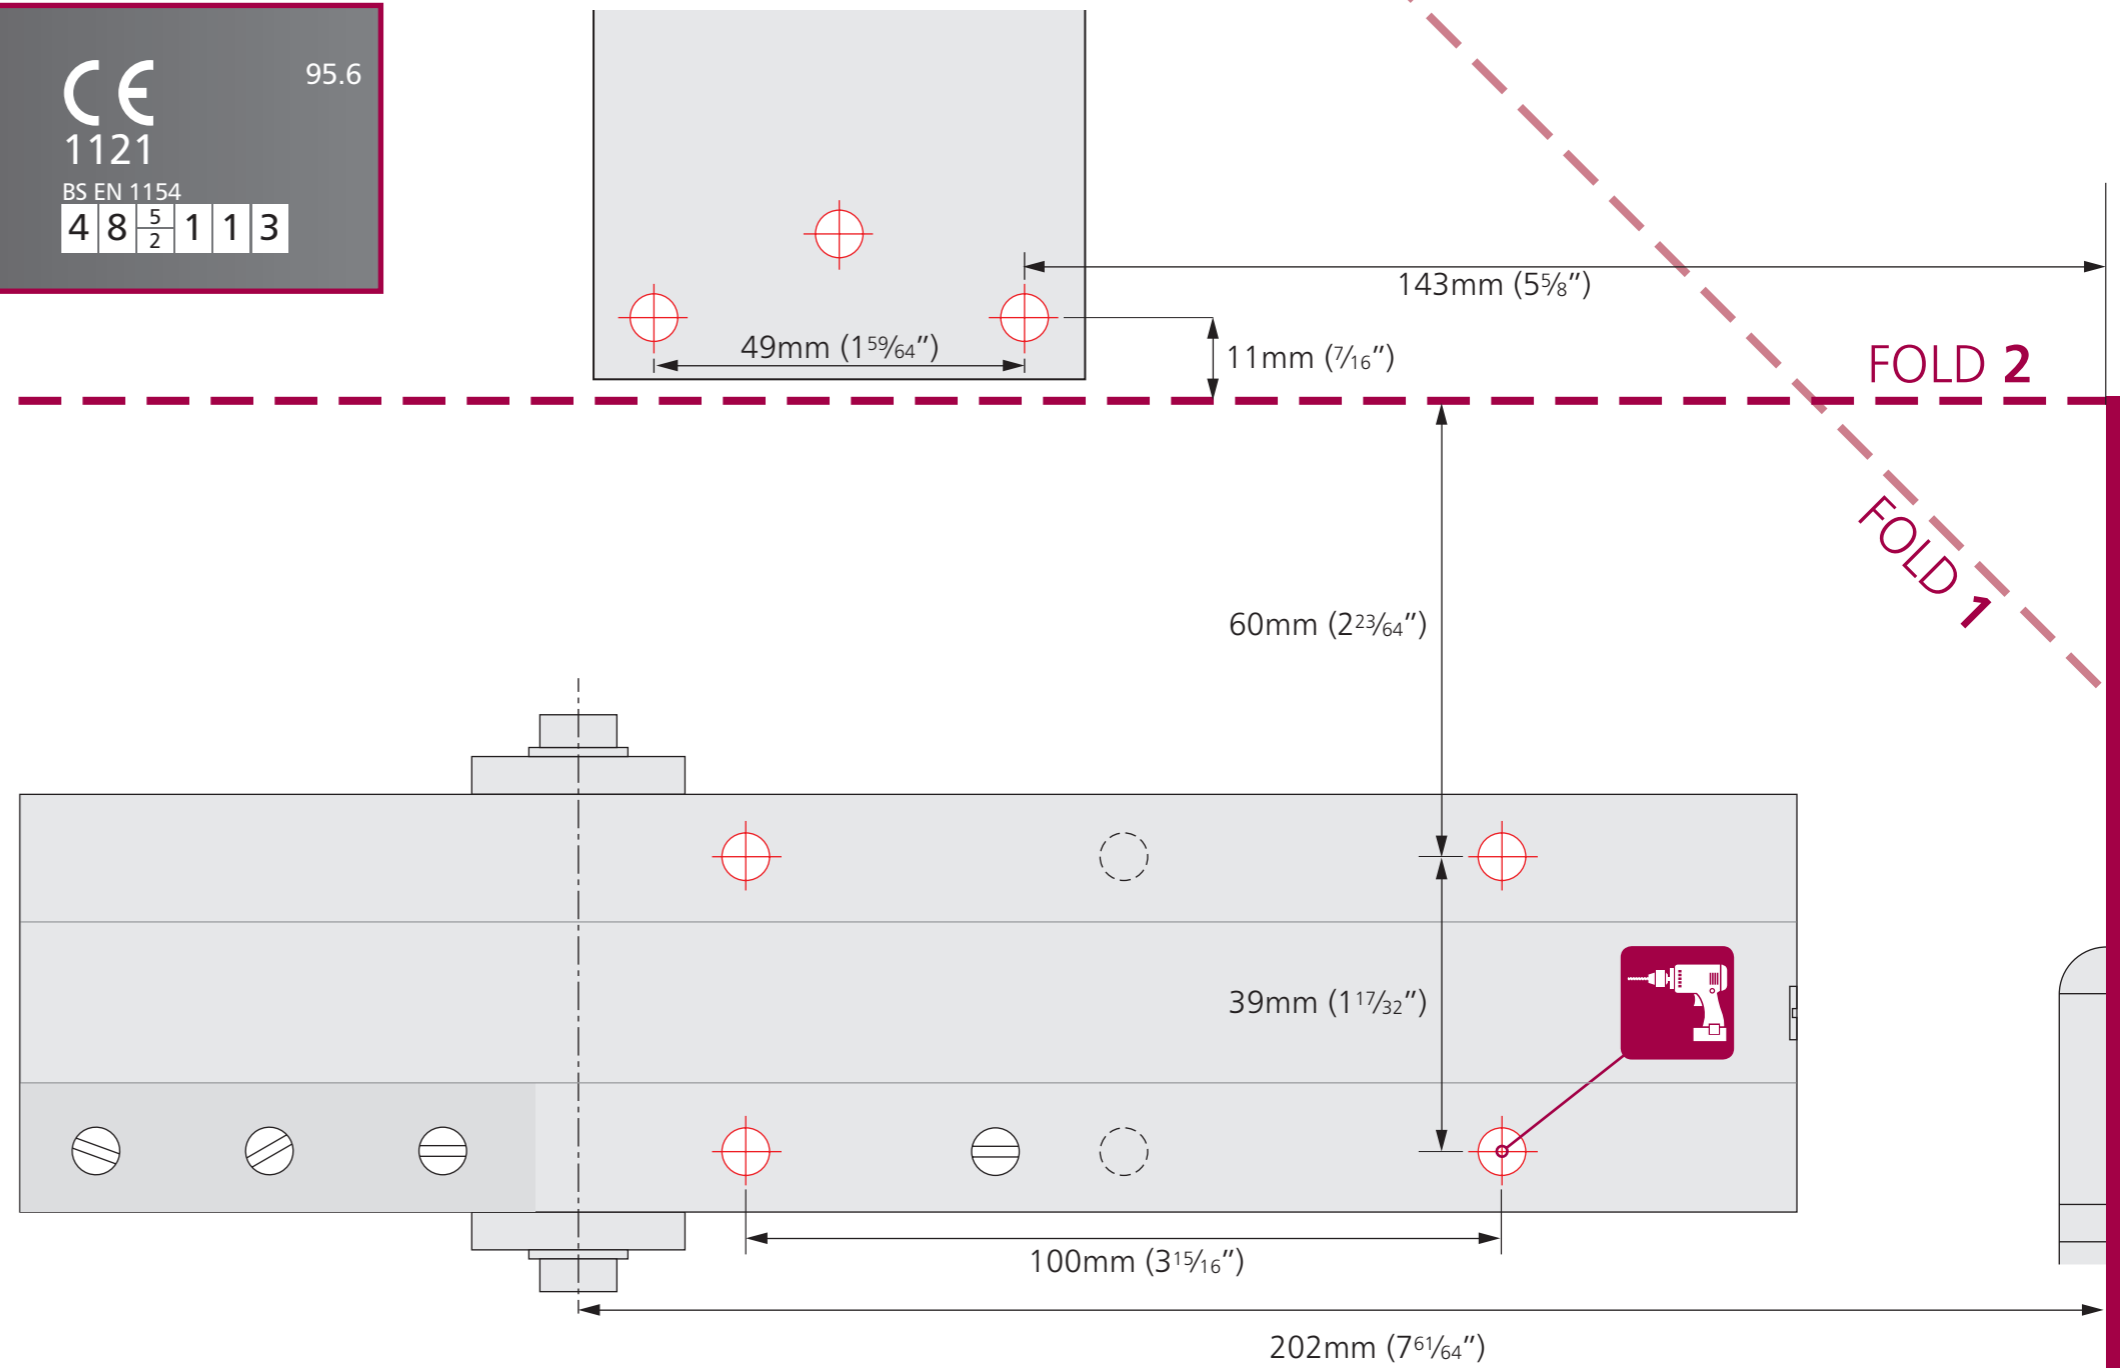 CE
95.6
1121
BS EN 1154
4 8 5/2 1 1 3
143mm (5⅝″)
49mm (1 59/64″)
11mm (7/16″)
FOLD 2
FOLD 1
60mm (2 23/64″)
39mm (1 17/32″)
100mm (3 15/16″)
202mm (7 61/64″)